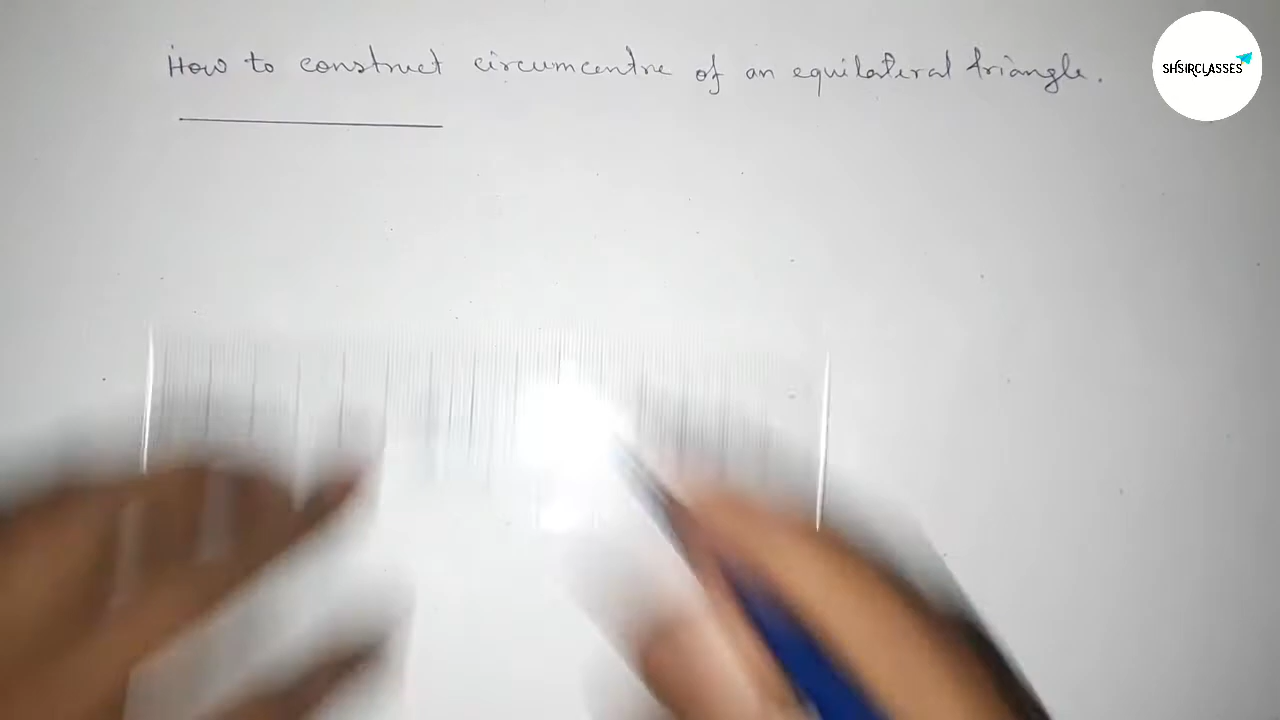 How to construct circumcentre of an equilateral triangle.
SHSIRCLASSES